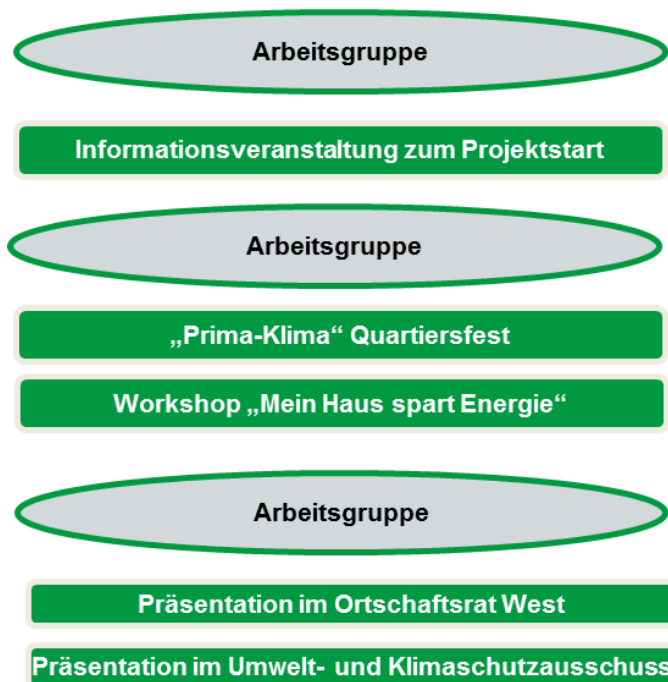 Arbeitsgruppe
Informationsveranstaltung zum Projektstart
Arbeitsgruppe
„Prima-Klima“ Quartiersfest
Workshop „Mein Haus spart Energie“
Arbeitsgruppe
Präsentation im Ortschaftsrat West
Präsentation im Umwelt- und Klimaschutzausschuss